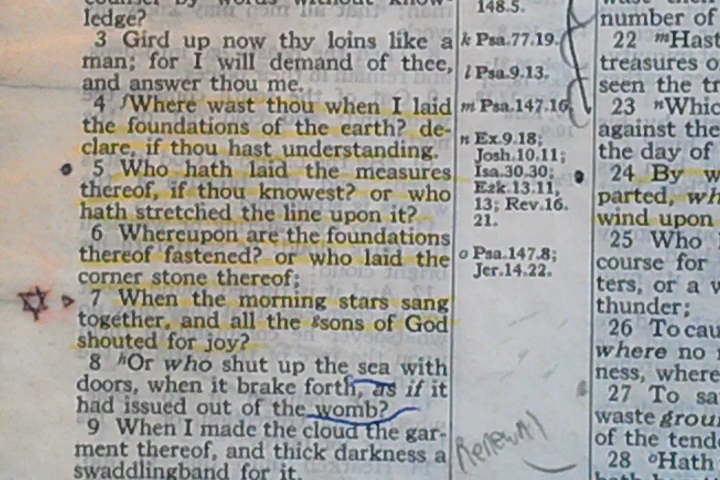 ledge?
3 Gird up now thy loins like a
man; for I will demand of thee,
and answer thou me.
4 fWhere wast thou when I laid
the foundations of the earth? de-
clare, if thou hast understanding.
5 Who hath laid the measures
thereof, if thou knowest? or who
hath stretched the line upon it?
6 Whereupon are the foundations
thereof fastened? or who laid the
corner stone thereof;
7 When the morning stars sang
together, and all the gsons of God
shouted for joy?
8 hOr who shut up the sea with
doors, when it brake forth, as if it
had issued out of the womb?
9 When I made the cloud the gar-
ment thereof, and thick darkness a
swaddlingband for it.
148.5.
k Psa.77.19.
l Psa.9.13.
m Psa.147.16.
n Ex.9.18;
Josh.10.11;
Isa.30.30;
Ezk.13.11,
13; Rev.16.
21.
o Psa.147.8;
Jer.14.22.
Renewal
number of
22 mHast
treasures o
seen the tr
23 nWhic
against the
the day of
24 By w
parted, wh
wind upon
25 Who
course for
ters, or a w
thunder;
26 To cau
where no
ness, where
27 To sa
waste grou
of the tend
28 oHath